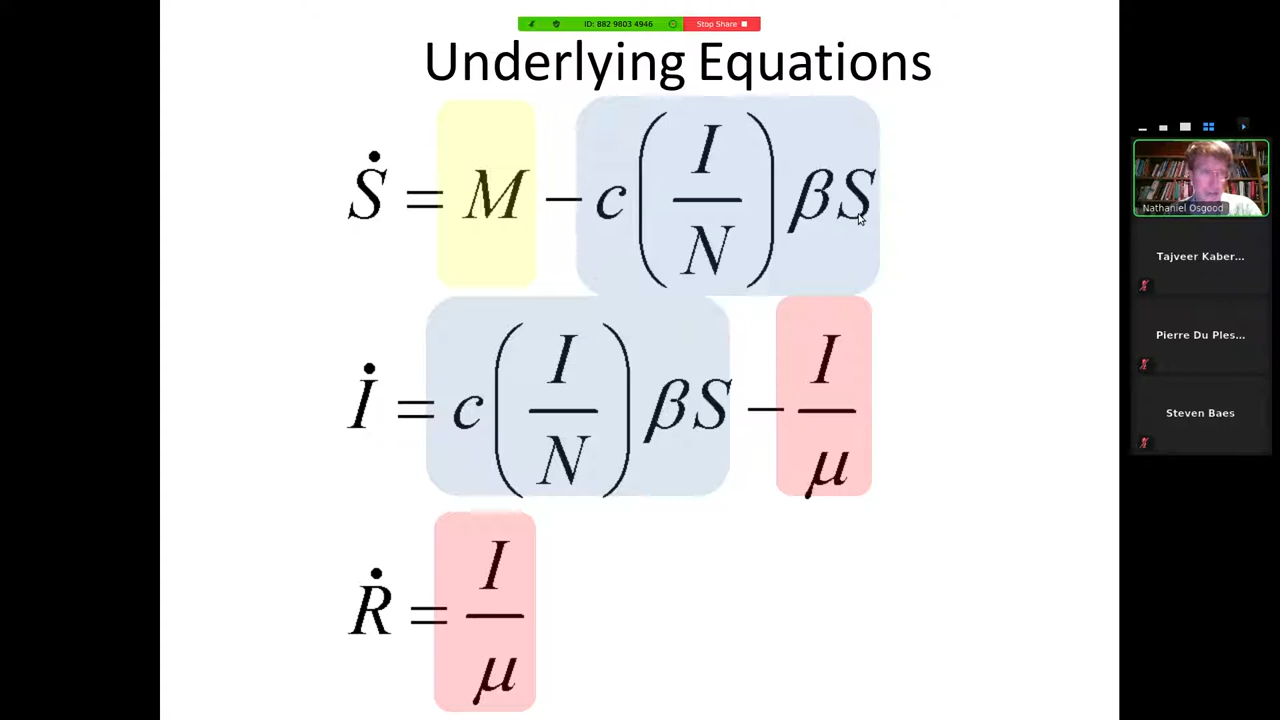 ID: 882 9803 4946 Stop Share
Underlying Equations
Ṡ = M − c(I/N)βS
İ = c(I/N)βS − I/μ
Ṙ = I/μ
Nathaniel Osgood
Tajveer Kaber...
Pierre Du Ples...
Steven Baes